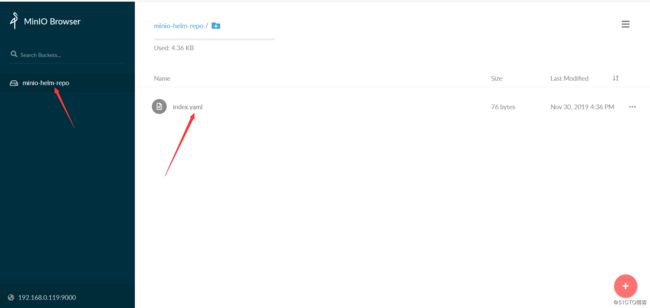 MinIO Browser
Search Buckets...
minio-helm-repo
192.168.0.119:9000
minio-helm-repo /
Used: 4.36 KB
Name Size Last Modified
index.yaml 76 bytes Nov 30, 2019 4:36 PM ...
@51CTO博客